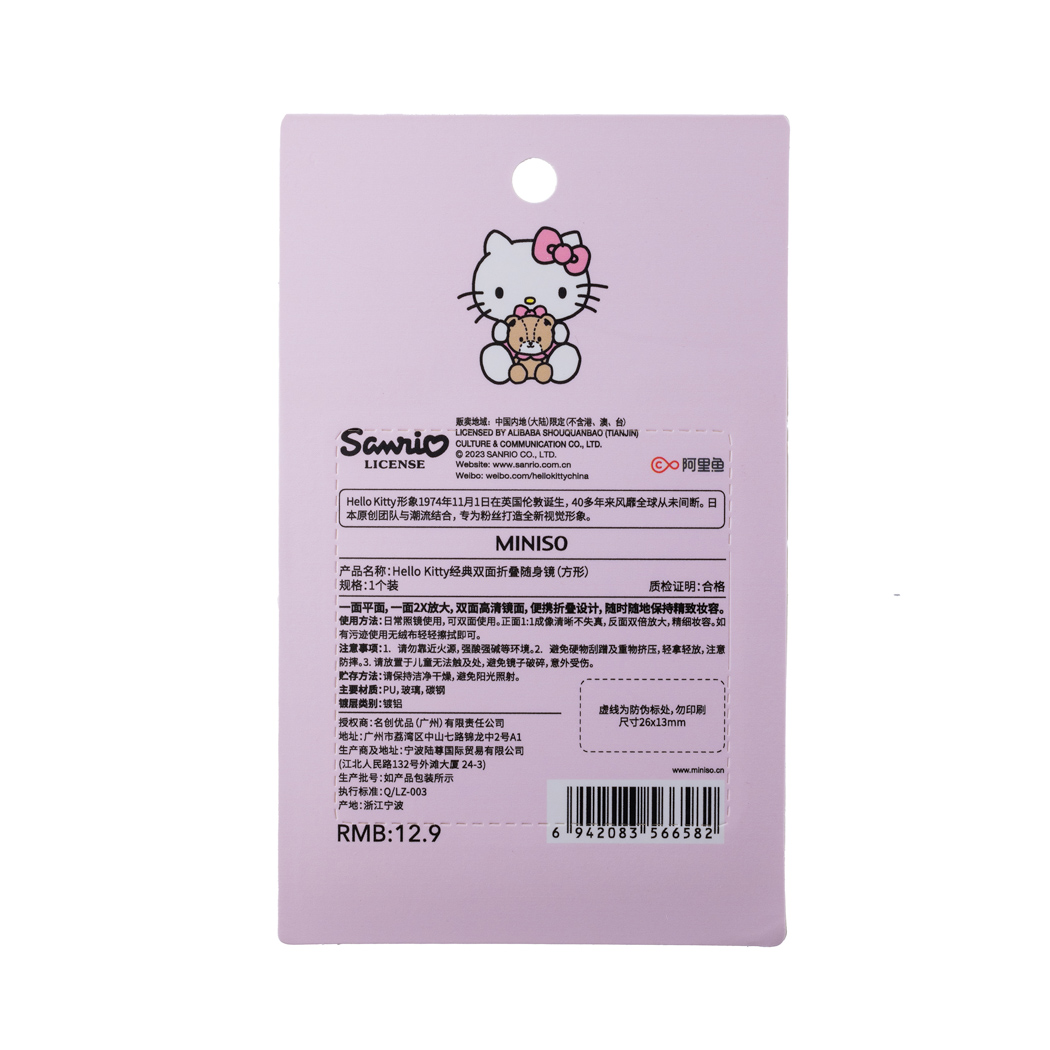 贩卖地域：中国内地(大陆)限定(不含港、澳、台)
LICENSED BY ALIBABA SHOUQUANBAO (TIANJIN)
CULTURE & COMMUNICATION CO., LTD.
© 2023 SANRIO CO., LTD.
Website: www.sanrio.com.cn
Weibo: weibo.com/hellokittychina
Sanrio
LICENSE
阿里鱼
Hello Kitty形象1974年11月1日在英国伦敦诞生，40多年来风靡全球从未间断。日
本原创团队与潮流结合，专为粉丝打造全新视觉形象。
MINISO
产品名称：Hello Kitty经典双面折叠随身镜(方形)
规格：1个装 质检证明：合格
一面平面，一面2X放大，双面高清镜面，便携折叠设计，随时随地保持精致妆容。
使用方法：日常照镜使用，可双面使用。正面1:1成像清晰不失真，反面双倍放大，精细妆容。如
有污迹使用无绒布轻轻擦拭即可。
注意事项：1. 请勿靠近火源，强酸强碱等环境。2. 避免硬物刮蹭及重物挤压，轻拿轻放，注意
防摔。3. 请放置于儿童无法触及处，避免镜子破碎，意外受伤。
贮存方法：请保持洁净干燥，避免阳光照射。
主要材质：PU，玻璃，碳钢
镀层类别：镀铝
虚线为防伪标处，勿印刷
尺寸26x13mm
授权商：名创优品(广州)有限责任公司
地址：广州市荔湾区中山七路锦龙中2号A1
生产商及地址：宁波陆尊国际贸易有限公司
(江北人民路132号外滩大厦 24-3)
生产批号：如产品包装所示
执行标准：Q/LZ-003
产地：浙江宁波
www.miniso.cn
RMB:12.9
6 942083 566582